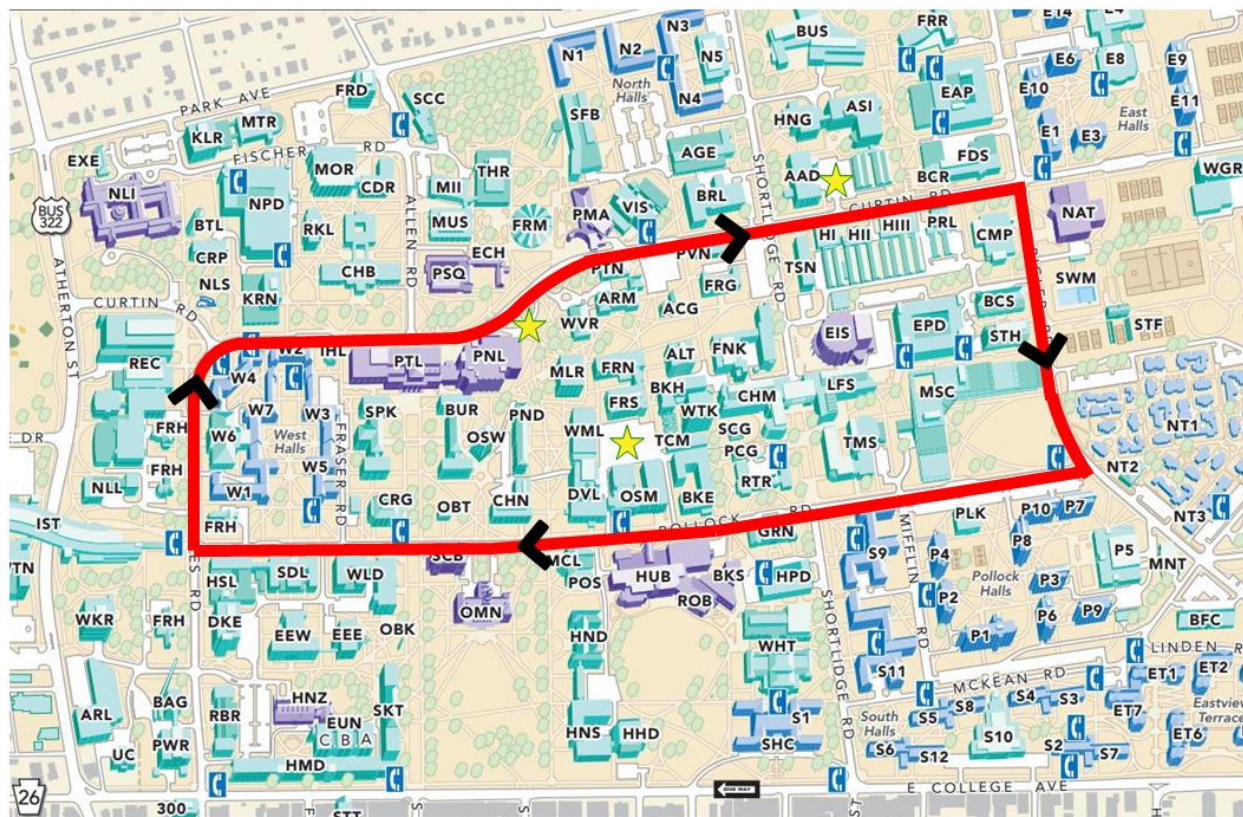 N1
N2
N3
N5
N4
North
Halls
BUS
FRR
E14
E4
E6
E8
E9
E10
E11
E1
E3
East
Halls
PARK AVE
FRD
SCC
SFB
HNG
ASI
EAP
KLR
MTR
FISCHER RD
EXE
NLI
BUS
322
NPD
MOR
CDR
MII
THR
AGE
AAD
BCR
FDS
WGR
BTL
RKL
ALLEN RD
MUS
FRM
PMA
VIS
BRL
CURTIN RD
NAT
CRP
CHB
PSQ
ECH
PTN
PVN
TSN
HI
HII
HIII
PRL
CMP
SWM
NLS
KRN
ATHERTON ST
CURTIN RD
ARM
ACG
FRG
WVR
EIS
EPD
BCS
STH
STF
REC
W2
IHL
W4
PTL
PNL
MLR
FRN
ALT
FNK
BKH
CHM
LFS
MSC
W7
W3
W6
West
Halls
FRASER RD
SPK
BUR
OSW
PND
FRS
WTK
WML
TCM
SCG
PCG
TMS
NT1
FRH
FRH
NLL
W5
W1
FRH
CRG
OBT
CHN
DVL
OSM
BKE
RTR
NT2
NT3
IST
POLLOCK RD
GRN
S9
MIFFLIN RD
PLK
P10
P7
P8
P4
P5
MNT
HSL
SDL
WLD
SCB
MCL
POS
HUB
BKS
ROB
HPD
Pollock
Halls
P3
P2
P6
P9
P1
BFC
WKR
FRH
DKE
EEW
EEE
OBK
OMN
HND
WHT
SHORTLIDGE RD
S11
LINDEN
MCKEAN RD
ET1
ET2
ARL
BAG
RBR
HNZ
EUN
C B A
SKT
HNS
HHD
S1
SHC
South
Halls
S5
S8
S4
S3
ET7
Eastview
Terrace
ET6
UC
PWR
HMD
S6
S12
S10
S2
S7
26
300
ONE WAY
E COLLEGE AVE